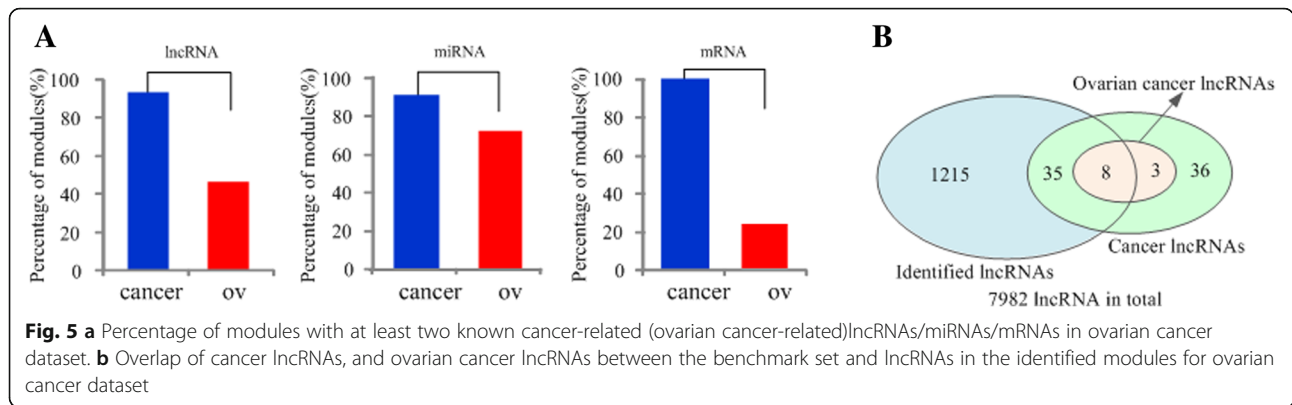 A
B
lncRNA
miRNA
mRNA
Percentage of modules(%)
100
80
60
40
20
0
cancer
ov
Percentage of modules(%)
100
80
60
40
20
0
cancer
ov
Percentage of modules(%)
100
80
60
40
20
0
cancer
ov
Ovarian cancer lncRNAs
1215
35
8
3
36
Cancer lncRNAs
Identified lncRNAs
7982 lncRNA in total
Fig. 5 a Percentage of modules with at least two known cancer-related (ovarian cancer-related)lncRNAs/miRNAs/mRNAs in ovarian cancer
dataset. b Overlap of cancer lncRNAs, and ovarian cancer lncRNAs between the benchmark set and lncRNAs in the identified modules for ovarian
cancer dataset